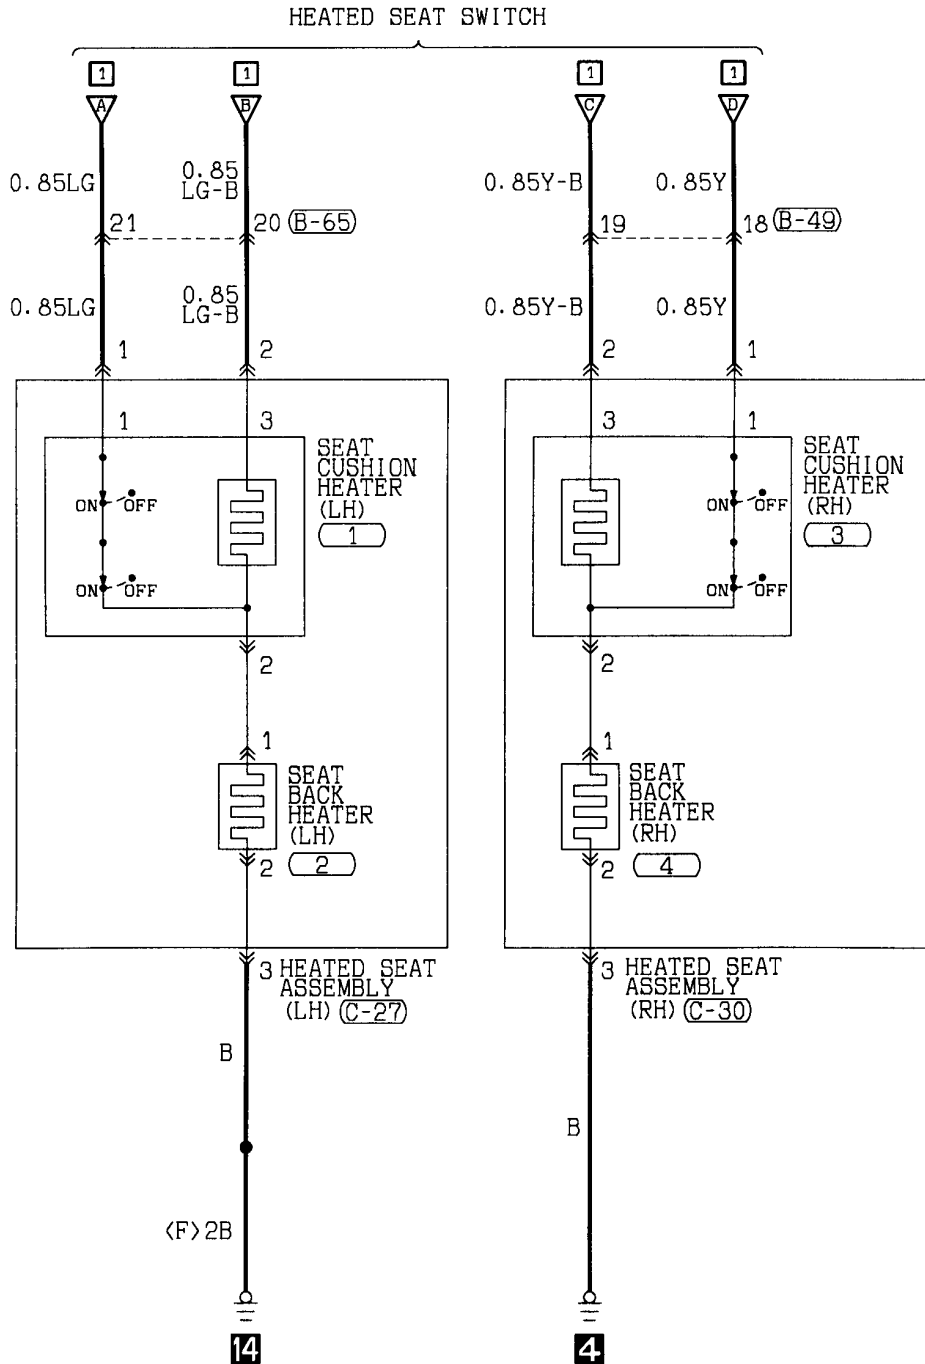 HEATED SEAT SWITCH
1 1 1 1
A B C D
0.85LG 0.85 LG-B 0.85Y-B 0.85Y
21 20 B-65 19 18 B-49
0.85LG 0.85 LG-B 0.85Y-B 0.85Y
1 2 2 1
1 3 3 1
SEAT
CUSHION
HEATER
(LH)
1
ON OFF
ON OFF
SEAT
CUSHION
HEATER
(RH)
3
ON OFF
ON OFF
2 2
1 1
SEAT
BACK
HEATER
(LH)
2
2
SEAT
BACK
HEATER
(RH)
4
2
3 HEATED SEAT
ASSEMBLY
(LH) C-27
3 HEATED SEAT
ASSEMBLY
(RH) C-30
B
B
<F>2B
14 4